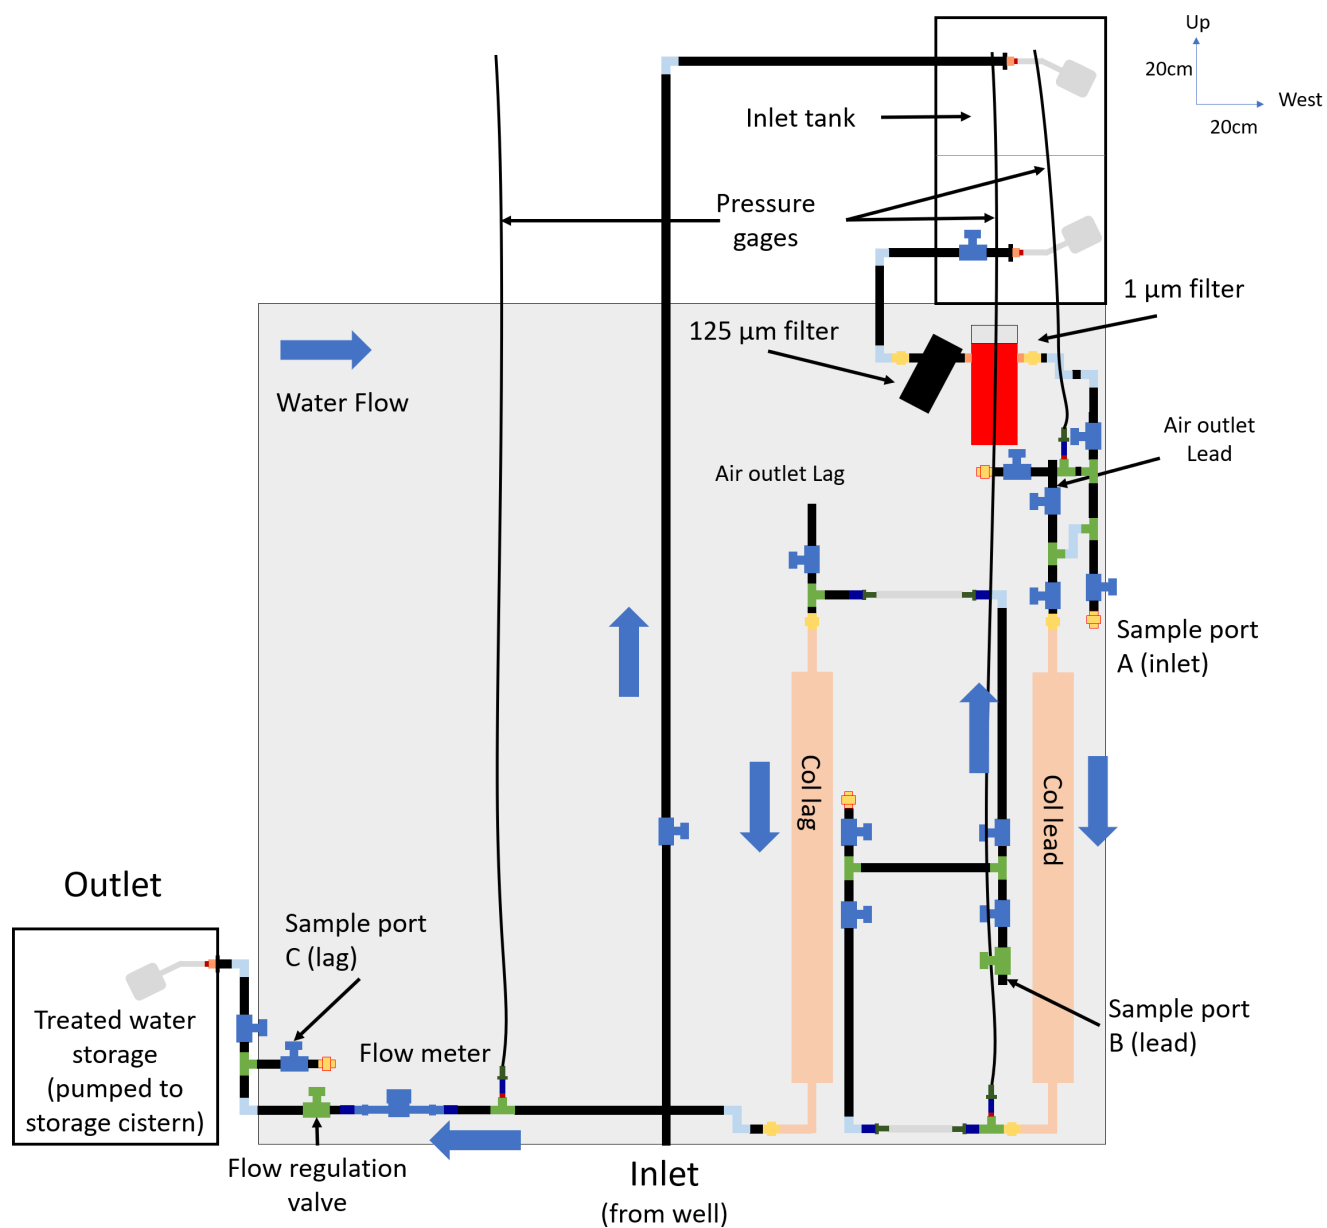 Up
20cm
West
20cm
Inlet tank
Pressure
gages
1 µm filter
125 µm filter
Water Flow
Air outlet
Lead
Air outlet Lag
Sample port
A (inlet)
Col lag
Col lead
Outlet
Sample port
C (lag)
Treated water
storage
(pumped to
storage cistern)
Flow meter
Sample port
B (lead)
Flow regulation
valve
Inlet
(from well)